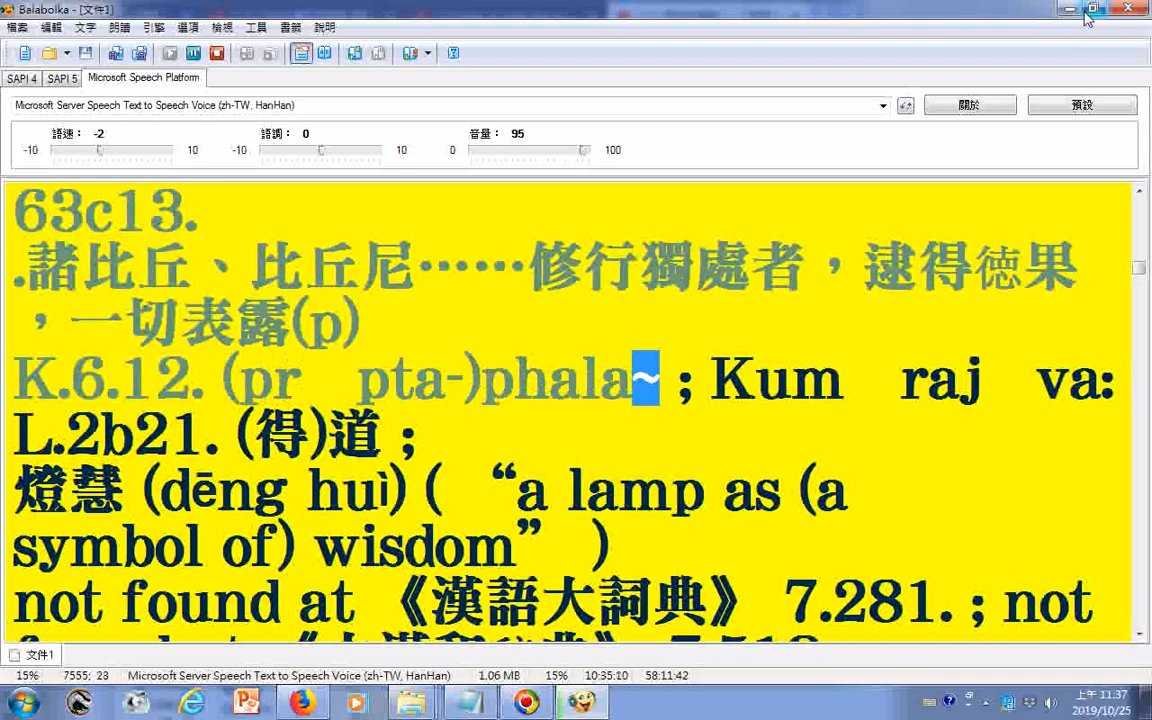 Balabolka - [文件1]
檔案 編輯 文字 朗讀 引擎 選項 檢視 工具 書籤 說明
SAPI 4 SAPI 5 Microsoft Speech Platform
Microsoft Server Speech Text to Speech Voice (zh-TW, HanHan) 關於 預設
語速： -2 語調： 0 音量： 95
-10 10 -10 10 0 100
63c13.
.諸比丘、比丘尼……修行獨處者，逮得徳果
，一切表露(p)
K.6.12. (pr pta-)phala~ ; Kum raj va:
L.2b21. (得)道 ;
燈慧 (dēng huì) ( “a lamp as (a
symbol of) wisdom” )
not found at 《漢語大詞典》 7.281. ; not
文件1
15% 7555: 23 Microsoft Server Speech Text to Speech Voice (zh-TW, HanHan) 1.06 MB 15% 10:35:10 58:11:42
上午 11:37
2019/10/25